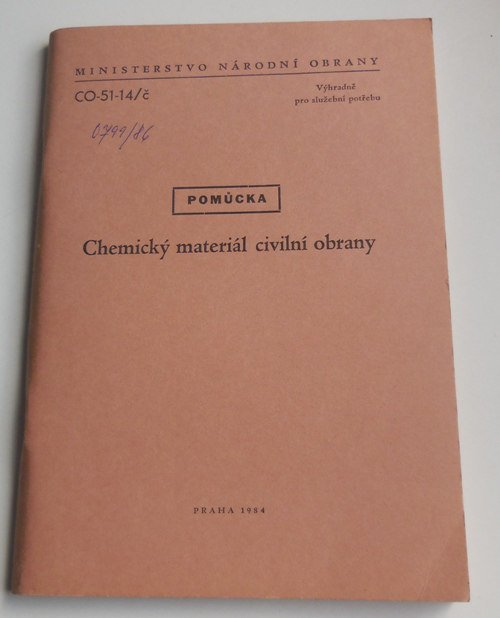 MINISTERSTVO NÁRODNÍ OBRANY
CO-51-14/č
Výhradně
pro služební potřebu
0799/86
POMŮCKA
Chemický materiál civilní obrany
PRAHA 1984